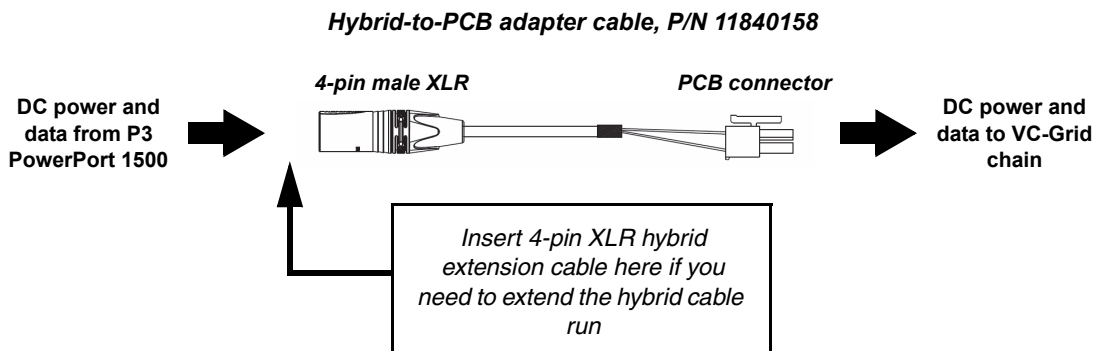 Hybrid-to-PCB adapter cable, P/N 11840158
4-pin male XLR
PCB connector
DC power and
data from P3
PowerPort 1500
DC power and
data to VC-Grid
chain
Insert 4-pin XLR hybrid
extension cable here if you
need to extend the hybrid cable
run